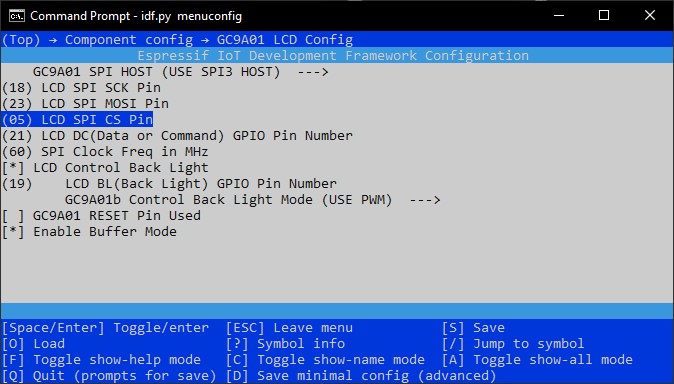 Command Prompt - idf.py menuconfig
(Top) → Component config → GC9A01 LCD Config
Espressif IoT Development Framework Configuration
GC9A01 SPI HOST (USE SPI3 HOST) --->
(18) LCD SPI SCK Pin
(23) LCD SPI MOSI Pin
(05) LCD SPI CS Pin
(21) LCD DC(Data or Command) GPIO Pin Number
(60) SPI Clock Freq in MHz
[*] LCD Control Back Light
(19) LCD BL(Back Light) GPIO Pin Number
GC9A01b Control Back Light Mode (USE PWM) --->
[ ] GC9A01 RESET Pin Used
[*] Enable Buffer Mode
[Space/Enter] Toggle/enter [ESC] Leave menu [S] Save
[O] Load [?] Symbol info [/] Jump to symbol
[F] Toggle show-help mode [C] Toggle show-name mode [A] Toggle show-all mode
[Q] Quit (prompts for save) [D] Save minimal config (advanced)